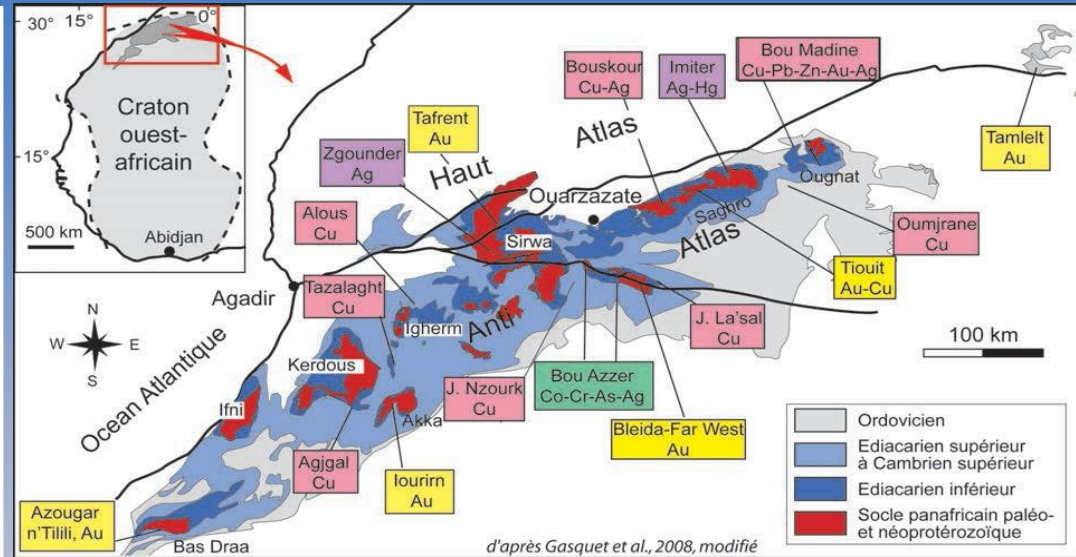 30°
15°
0°
Craton
ouest-
africain
15°
500 km
Abidjan
Bou Madine
Cu-Pb-Zn-Au-Ag
Imiter
Ag-Hg
Bouskour
Cu-Ag
Tafrent
Au
Zgounder
Ag
Tamlelt
Au
Haut
Atlas
Ougnat
Ouarzazate
Saghro
Alous
Cu
Sirwa
Atlas
Oumjrane
Cu
Tazalaght
Cu
Agadir
Tiouit
Au-Cu
N
W
E
S
Igherm
Anti
J. La'sal
Cu
100 km
Ocean Atlantique
Kerdous
J. Nzourk
Cu
Bou Azzer
Co-Cr-As-Ag
Ifni
Akka
Bleida-Far West
Au
Agjgal
Cu
Iourirn
Au
Azougar
n'Tilili, Au
Bas Draa
Ordovicien
Ediacarien supérieur
à Cambrien supérieur
Ediacarien inférieur
Socle panafricain paléo-
et néoprotérozoïque
d'après Gasquet et al., 2008, modifié